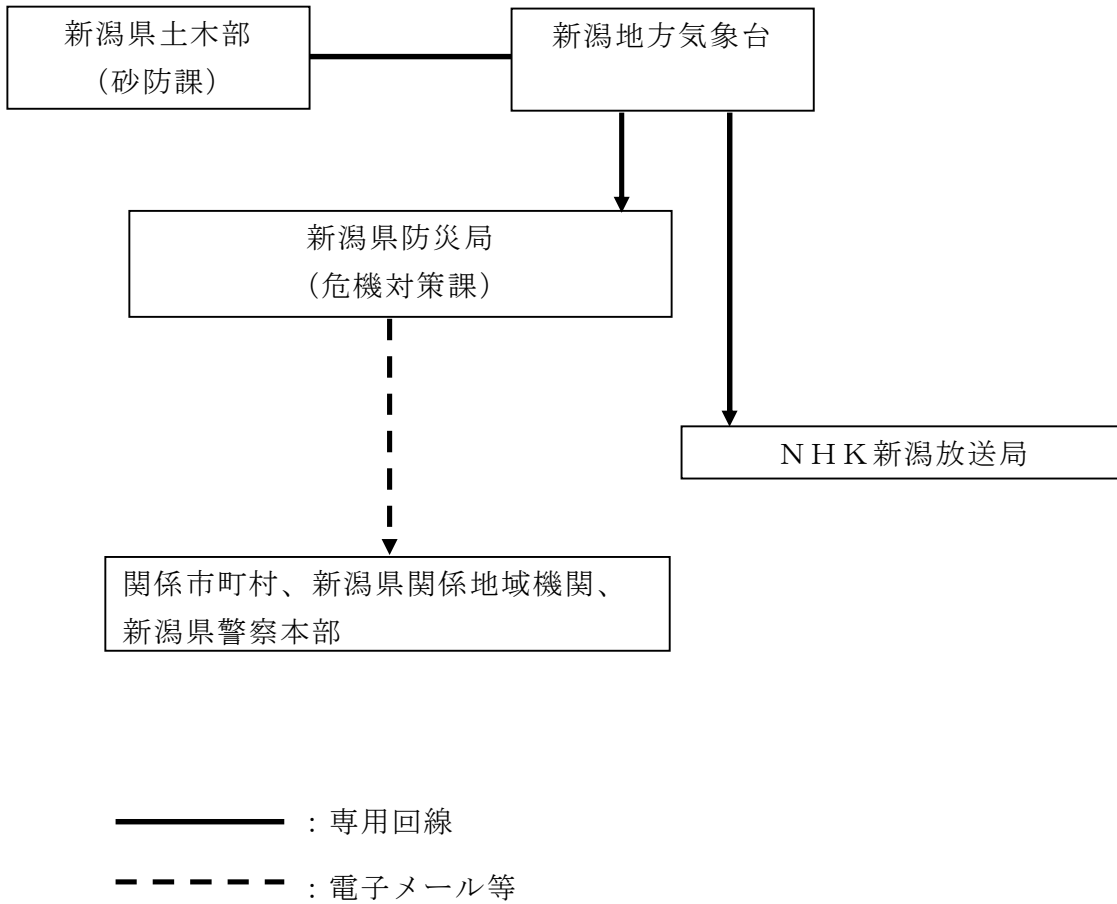 新潟県土木部
（砂防課）
新潟地方気象台
新潟県防災局
（危機対策課）
ＮＨＫ新潟放送局
関係市町村、新潟県関係地域機関、
新潟県警察本部
：専用回線
：電子メール等